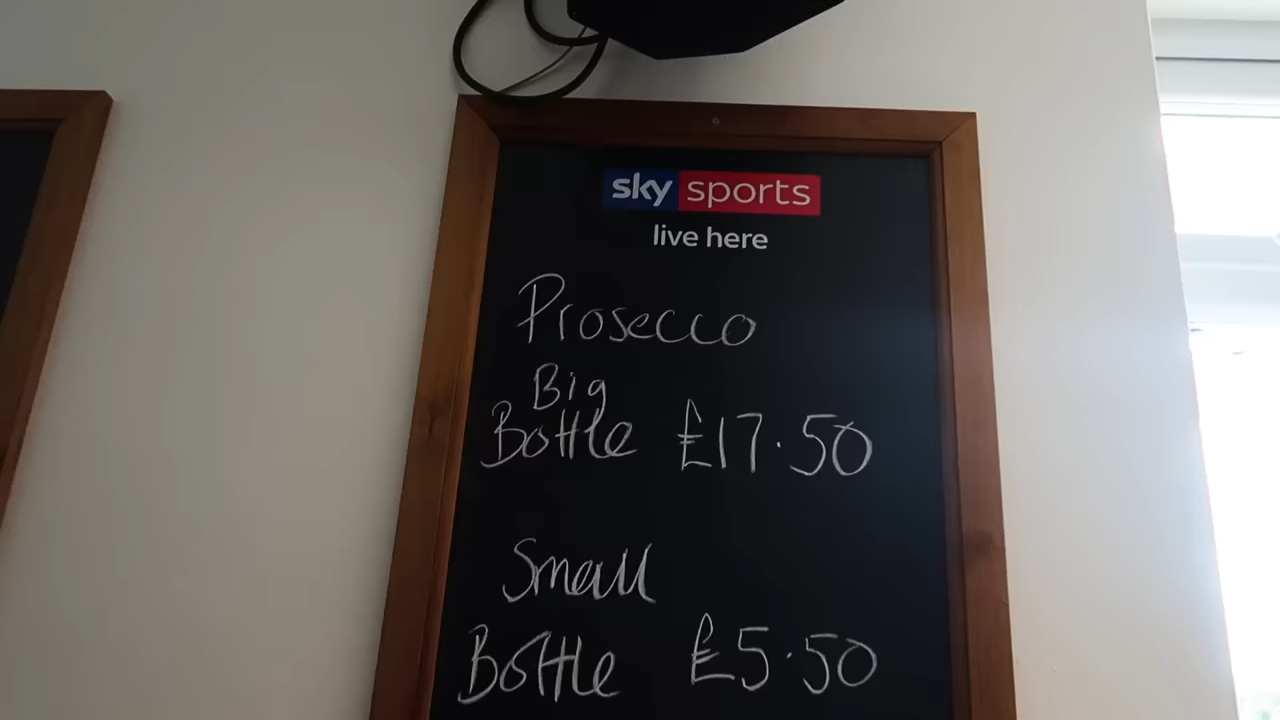 sky sports
live here
Prosecco
Big
Bottle £17.50
Small
Bottle £5.50